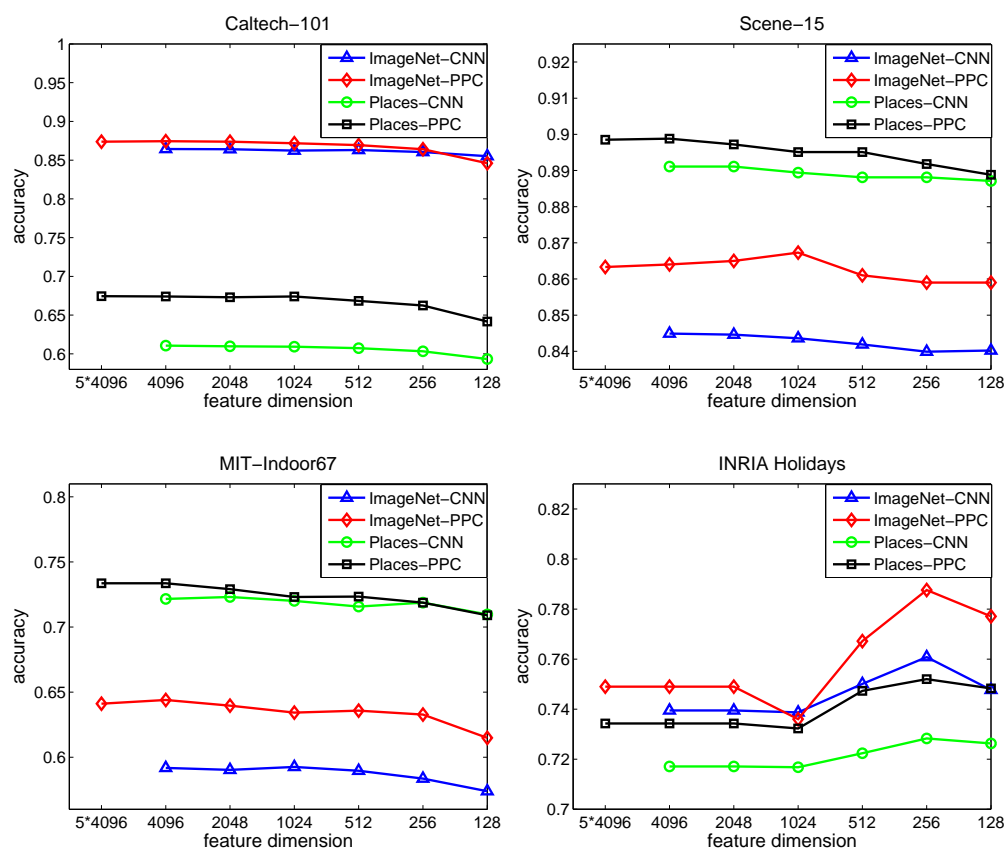 Caltech−101
1
0.95
0.9
0.85
0.8
0.75
0.7
0.65
0.6
accuracy
5*4096 4096 2048 1024 512 256 128
feature dimension
ImageNet−CNN
ImageNet−PPC
Places−CNN
Places−PPC
Scene−15
0.92
0.91
0.9
0.89
0.88
0.87
0.86
0.85
0.84
accuracy
5*4096 4096 2048 1024 512 256 128
feature dimension
ImageNet−CNN
ImageNet−PPC
Places−CNN
Places−PPC
MIT−Indoor67
0.8
0.75
0.7
0.65
0.6
accuracy
5*4096 4096 2048 1024 512 256 128
feature dimension
ImageNet−CNN
ImageNet−PPC
Places−CNN
Places−PPC
INRIA Holidays
0.82
0.8
0.78
0.76
0.74
0.72
0.7
accuracy
5*4096 4096 2048 1024 512 256 128
feature dimension
ImageNet−CNN
ImageNet−PPC
Places−CNN
Places−PPC